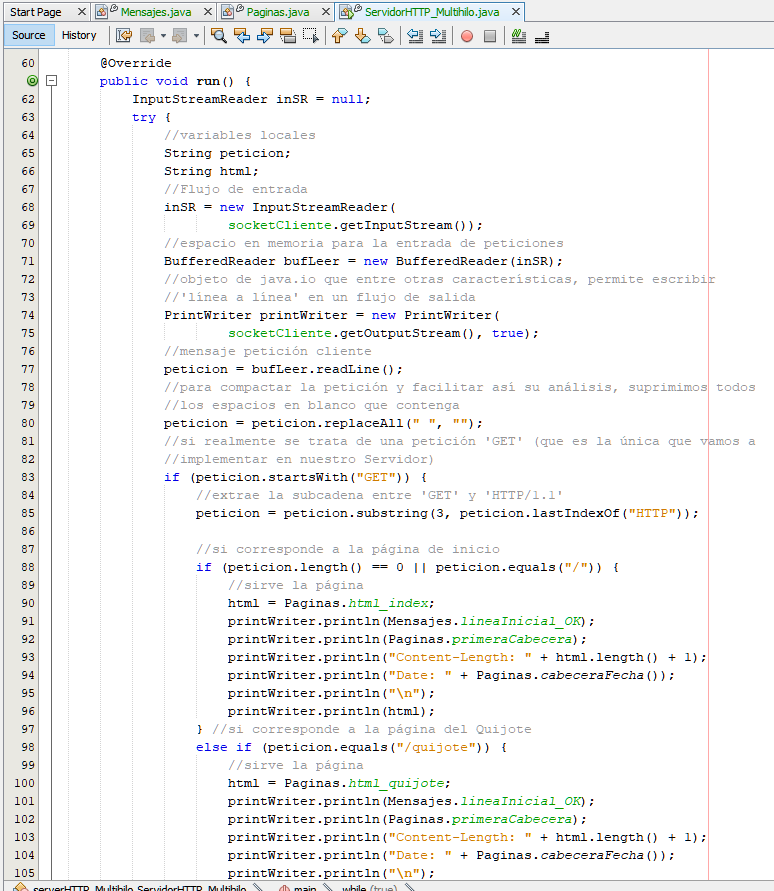 Start Page Mensajes.java Paginas.java ServidorHTTP_Multihilo.java
Source History
60 @Override
public void run() {
62 InputStreamReader inSR = null;
63 try {
64 //variables locales
65 String peticion;
66 String html;
67 //Flujo de entrada
68 inSR = new InputStreamReader(
69 socketCliente.getInputStream());
70 //espacio en memoria para la entrada de peticiones
71 BufferedReader bufLeer = new BufferedReader(inSR);
72 //objeto de java.io que entre otras características, permite escribir
73 //'línea a línea' en un flujo de salida
74 PrintWriter printWriter = new PrintWriter(
75 socketCliente.getOutputStream(), true);
76 //mensaje petición cliente
77 peticion = bufLeer.readLine();
78 //para compactar la petición y facilitar así su análisis, suprimimos todos
79 //los espacios en blanco que contenga
80 peticion = peticion.replaceAll(" ", "");
81 //si realmente se trata de una petición 'GET' (que es la única que vamos a
82 //implementar en nuestro Servidor)
83 if (peticion.startsWith("GET")) {
84 //extrae la subcadena entre 'GET' y 'HTTP/1.1'
85 peticion = peticion.substring(3, peticion.lastIndexOf("HTTP"));
86
87 //si corresponde a la página de inicio
88 if (peticion.length() == 0 || peticion.equals("/")) {
89 //sirve la página
90 html = Paginas.html_index;
91 printWriter.println(Mensajes.lineaInicial_OK);
92 printWriter.println(Paginas.primeraCabecera);
93 printWriter.println("Content-Length: " + html.length() + 1);
94 printWriter.println("Date: " + Paginas.cabeceraFecha());
95 printWriter.println("\n");
96 printWriter.println(html);
97 } //si corresponde a la página del Quijote
98 else if (peticion.equals("/quijote")) {
99 //sirve la página
100 html = Paginas.html_quijote;
101 printWriter.println(Mensajes.lineaInicial_OK);
102 printWriter.println(Paginas.primeraCabecera);
103 printWriter.println("Content-Length: " + html.length() + 1);
104 printWriter.println("Date: " + Paginas.cabeceraFecha());
105 printWriter.println("\n");
serverHTTP_Multihilo.ServidorHTTP_Multihilo main while (true)